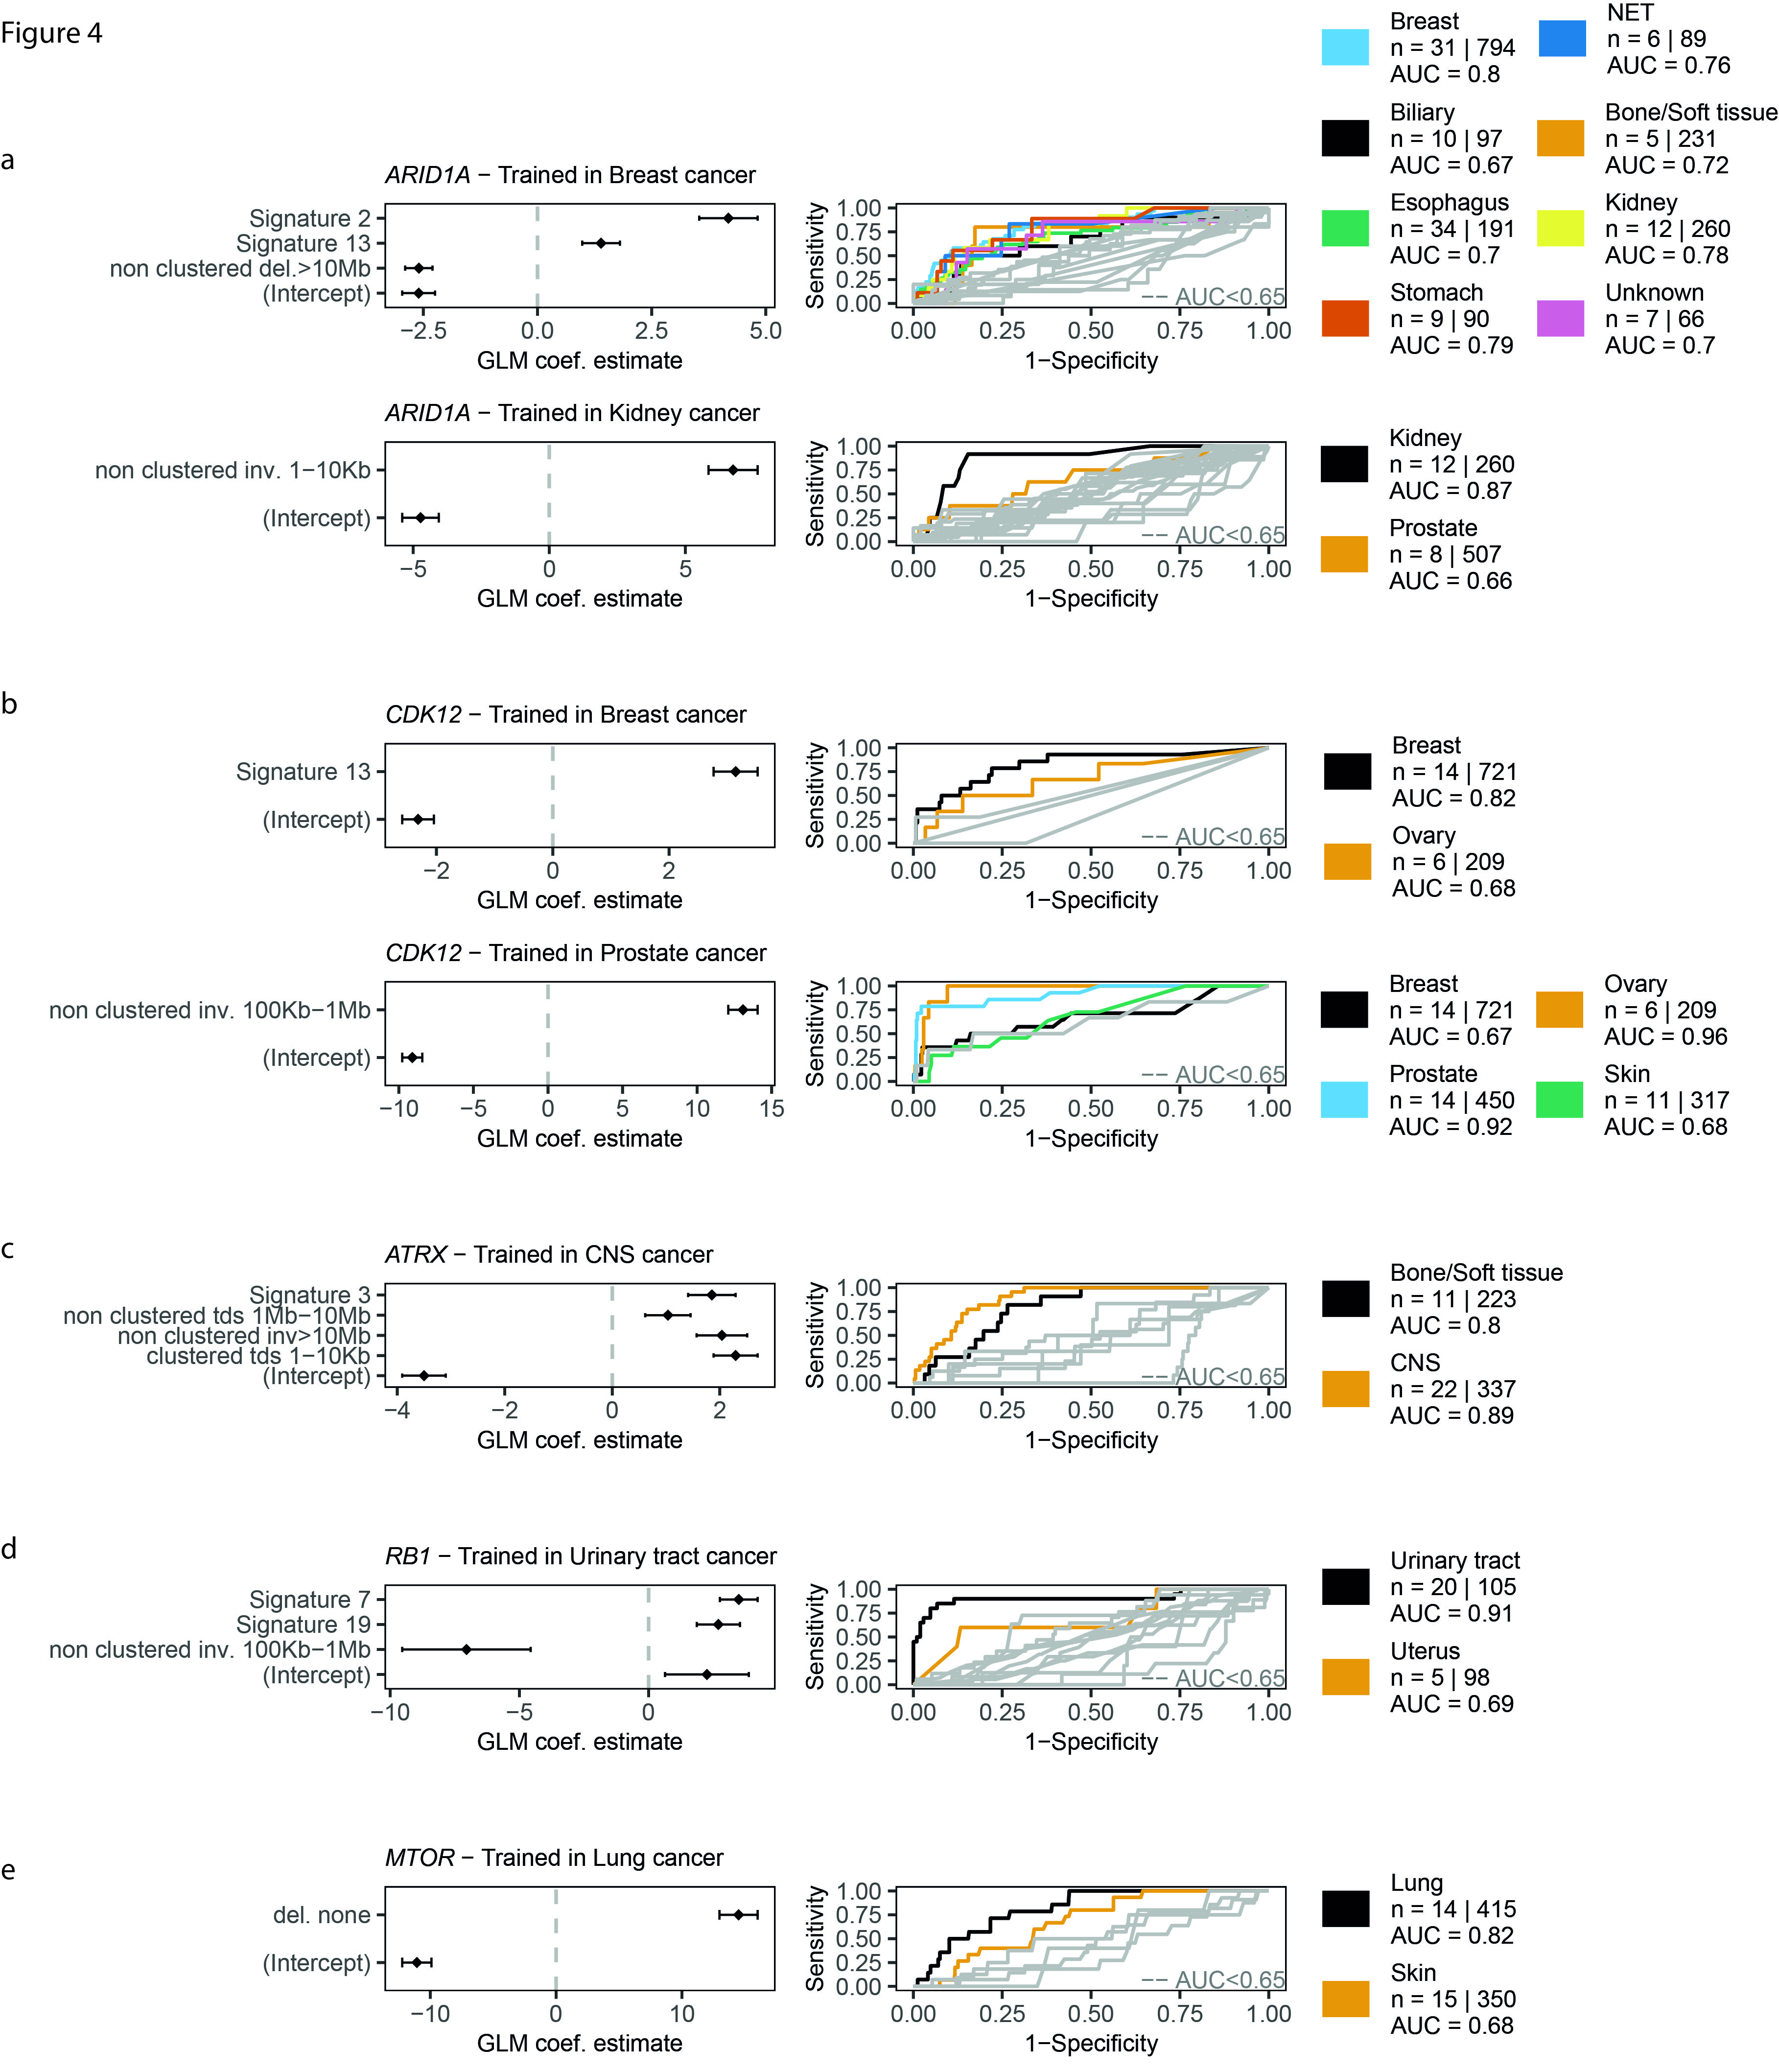 Figure 4
Breast
n = 31 | 794
AUC = 0.8
NET
n = 6 | 89
AUC = 0.76
Biliary
n = 10 | 97
AUC = 0.67
Bone/Soft tissue
n = 5 | 231
AUC = 0.72
Esophagus
n = 34 | 191
AUC = 0.7
Kidney
n = 12 | 260
AUC = 0.78
Stomach
n = 9 | 90
AUC = 0.79
Unknown
n = 7 | 66
AUC = 0.7
a
ARID1A − Trained in Breast cancer
Signature 2
Signature 13
non clustered del.>10Mb
(Intercept)
−2.5 0.0 2.5 5.0
GLM coef. estimate
Sensitivity
1.00
0.75
0.50
0.25
0.00
−− AUC<0.65
0.00 0.25 0.50 0.75 1.00
1−Specificity
ARID1A − Trained in Kidney cancer
non clustered inv. 1−10Kb
(Intercept)
−5 0 5
GLM coef. estimate
Sensitivity
1.00
0.75
0.50
0.25
0.00
−− AUC<0.65
0.00 0.25 0.50 0.75 1.00
1−Specificity
Kidney
n = 12 | 260
AUC = 0.87
Prostate
n = 8 | 507
AUC = 0.66
b
CDK12 − Trained in Breast cancer
Signature 13
(Intercept)
−2 0 2
GLM coef. estimate
Sensitivity
1.00
0.75
0.50
0.25
0.00
−− AUC<0.65
0.00 0.25 0.50 0.75 1.00
1−Specificity
Breast
n = 14 | 721
AUC = 0.82
Ovary
n = 6 | 209
AUC = 0.68
CDK12 − Trained in Prostate cancer
non clustered inv. 100Kb−1Mb
(Intercept)
−10 −5 0 5 10 15
GLM coef. estimate
Sensitivity
1.00
0.75
0.50
0.25
0.00
−− AUC<0.65
0.00 0.25 0.50 0.75 1.00
1−Specificity
Breast
n = 14 | 721
AUC = 0.67
Ovary
n = 6 | 209
AUC = 0.96
Prostate
n = 14 | 450
AUC = 0.92
Skin
n = 11 | 317
AUC = 0.68
c
ATRX − Trained in CNS cancer
Signature 3
non clustered tds 1Mb−10Mb
non clustered inv>10Mb
clustered tds 1−10Kb
(Intercept)
−4 −2 0 2
GLM coef. estimate
Sensitivity
1.00
0.75
0.50
0.25
0.00
−− AUC<0.65
0.00 0.25 0.50 0.75 1.00
1−Specificity
Bone/Soft tissue
n = 11 | 223
AUC = 0.8
CNS
n = 22 | 337
AUC = 0.89
d
RB1 − Trained in Urinary tract cancer
Signature 7
Signature 19
non clustered inv. 100Kb−1Mb
(Intercept)
−10 −5 0
GLM coef. estimate
Sensitivity
1.00
0.75
0.50
0.25
0.00
−− AUC<0.65
0.00 0.25 0.50 0.75 1.00
1−Specificity
Urinary tract
n = 20 | 105
AUC = 0.91
Uterus
n = 5 | 98
AUC = 0.69
e
MTOR − Trained in Lung cancer
del. none
(Intercept)
−10 0 10
GLM coef. estimate
Sensitivity
1.00
0.75
0.50
0.25
0.00
−− AUC<0.65
0.00 0.25 0.50 0.75 1.00
1−Specificity
Lung
n = 14 | 415
AUC = 0.82
Skin
n = 15 | 350
AUC = 0.68